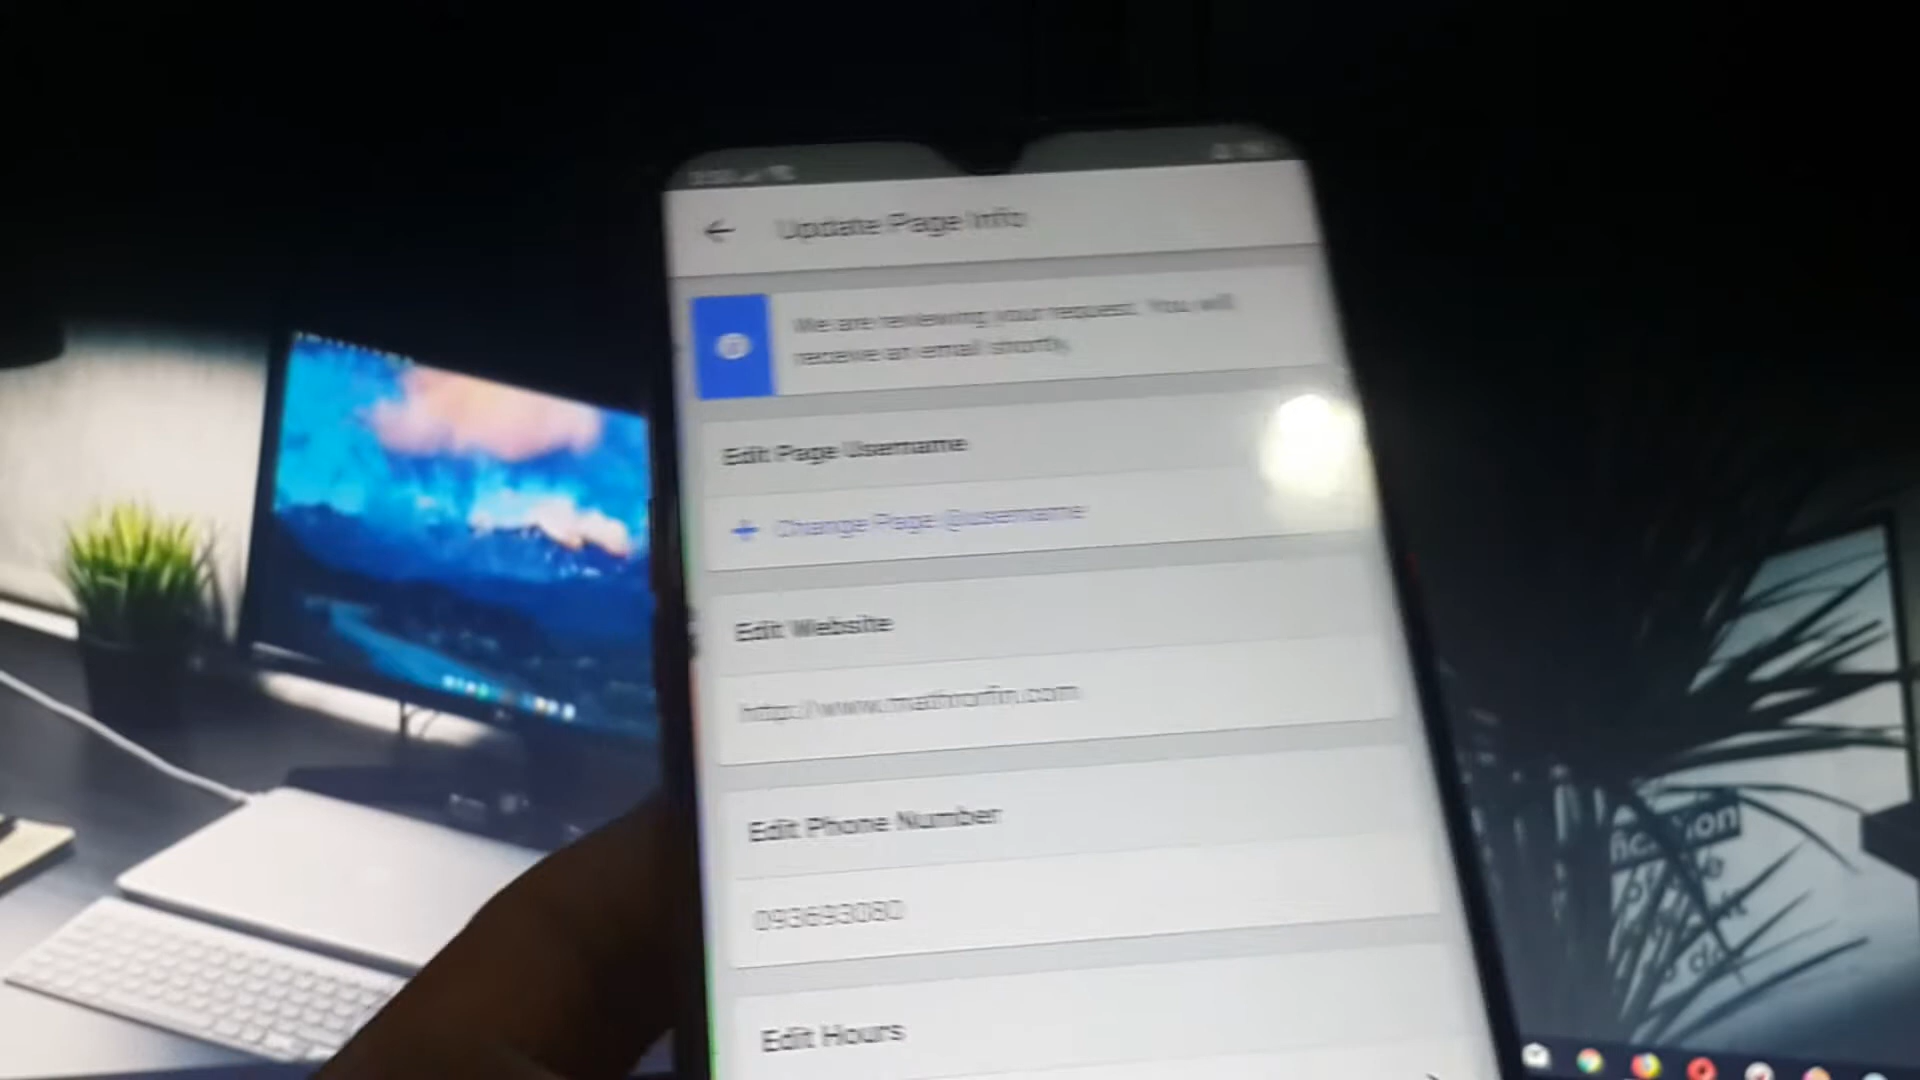 Update Page Info
We are reviewing your request. You will
receive an email shortly.
Edit Page Username
+ Change Page @username
Edit Website
Edit Phone Number
093693080
Edit Hours